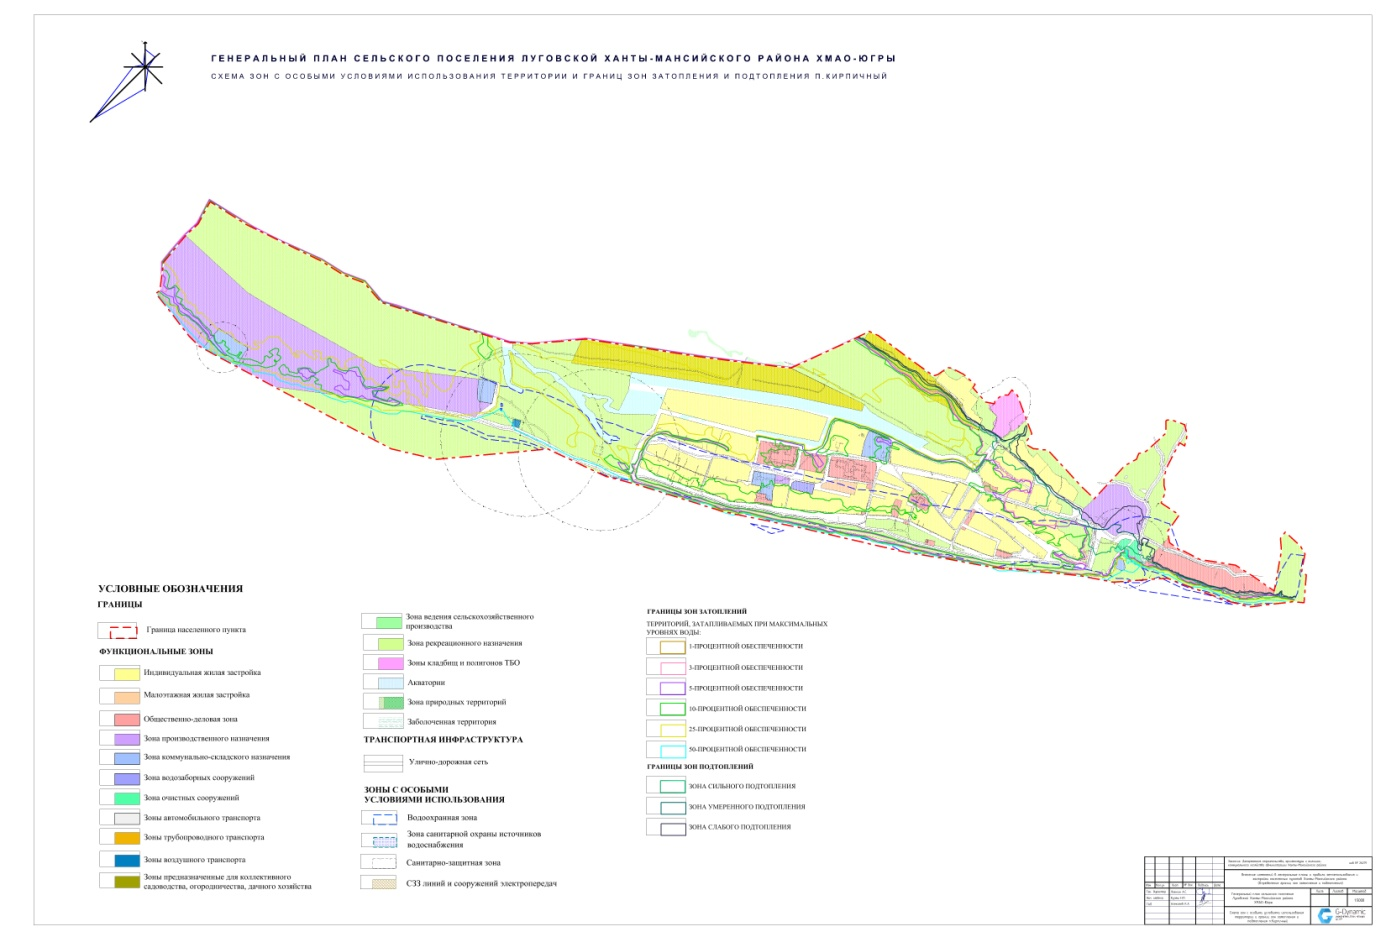 ГЕНЕРАЛЬНЫЙ ПЛАН СЕЛЬСКОГО ПОСЕЛЕНИЯ ЛУГОВСКОЙ ХАНТЫ-МАНСИЙСКОГО РАЙОНА ХМАО-ЮГРЫ
СХЕМА ЗОН С ОСОБЫМИ УСЛОВИЯМИ ИСПОЛЬЗОВАНИЯ ТЕРРИТОРИИ И ГРАНИЦ ЗОН ЗАТОПЛЕНИЯ И ПОДТОПЛЕНИЯ П.КИРПИЧНЫЙ
УСЛОВНЫЕ ОБОЗНАЧЕНИЯ
ГРАНИЦЫ
Граница населенного пункта
ФУНКЦИОНАЛЬНЫЕ ЗОНЫ
Индивидуальная жилая застройка
Малоэтажная жилая застройка
Общественно-деловая зона
Зона производственного назначения
Зона коммунально-складского назначения
Зона водозаборных сооружений
Зона очистных сооружений
Зоны автомобильного транспорта
Зоны трубопроводного транспорта
Зоны воздушного транспорта
Зоны предназначенные для коллективного
садоводства, огородничества, дачного хозяйства
Зона ведения сельскохозяйственного
производства
Зона рекреационного назначения
Зоны кладбищ и полигонов ТБО
Акватории
Зона природных территорий
Заболоченная территория
ТРАНСПОРТНАЯ ИНФРАСТРУКТУРА
Улично-дорожная сеть
ЗОНЫ С ОСОБЫМИ
УСЛОВИЯМИ ИСПОЛЬЗОВАНИЯ
Водоохранная зона
Зона санитарной охраны источников
водоснабжения
Санитарно-защитная зона
СЗЗ линий и сооружений электропередач
ГРАНИЦЫ ЗОН ЗАТОПЛЕНИЙ
ТЕРРИТОРИЙ, ЗАТАПЛИВАЕМЫХ ПРИ МАКСИМАЛЬНЫХ
УРОВНЯХ ВОДЫ:
1-ПРОЦЕНТНОЙ ОБЕСПЕЧЕННОСТИ
3-ПРОЦЕНТНОЙ ОБЕСПЕЧЕННОСТИ
5-ПРОЦЕНТНОЙ ОБЕСПЕЧЕННОСТИ
10-ПРОЦЕНТНОЙ ОБЕСПЕЧЕННОСТИ
25-ПРОЦЕНТНОЙ ОБЕСПЕЧЕННОСТИ
50-ПРОЦЕНТНОЙ ОБЕСПЕЧЕННОСТИ
ГРАНИЦЫ ЗОН ПОДТОПЛЕНИЙ
ЗОНА СИЛЬНОГО ПОДТОПЛЕНИЯ
ЗОНА УМЕРЕННОГО ПОДТОПЛЕНИЯ
ЗОНА СЛАБОГО ПОДТОПЛЕНИЯ
G-Dynamic